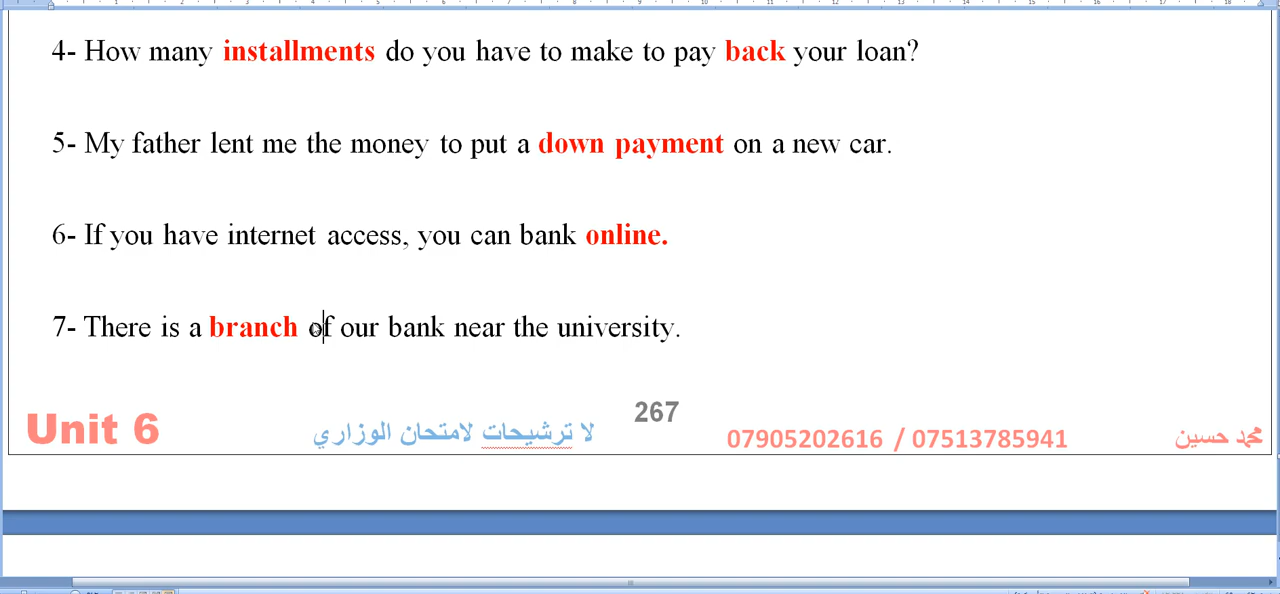 4- How many installments do you have to make to pay back your loan?
5- My father lent me the money to put a down payment on a new car.
6- If you have internet access, you can bank online.
7- There is a branch of our bank near the university.
267
Unit 6 لا ترشيحات لامتحان الوزاري 07905202616 / 07513785941 محمد حسين